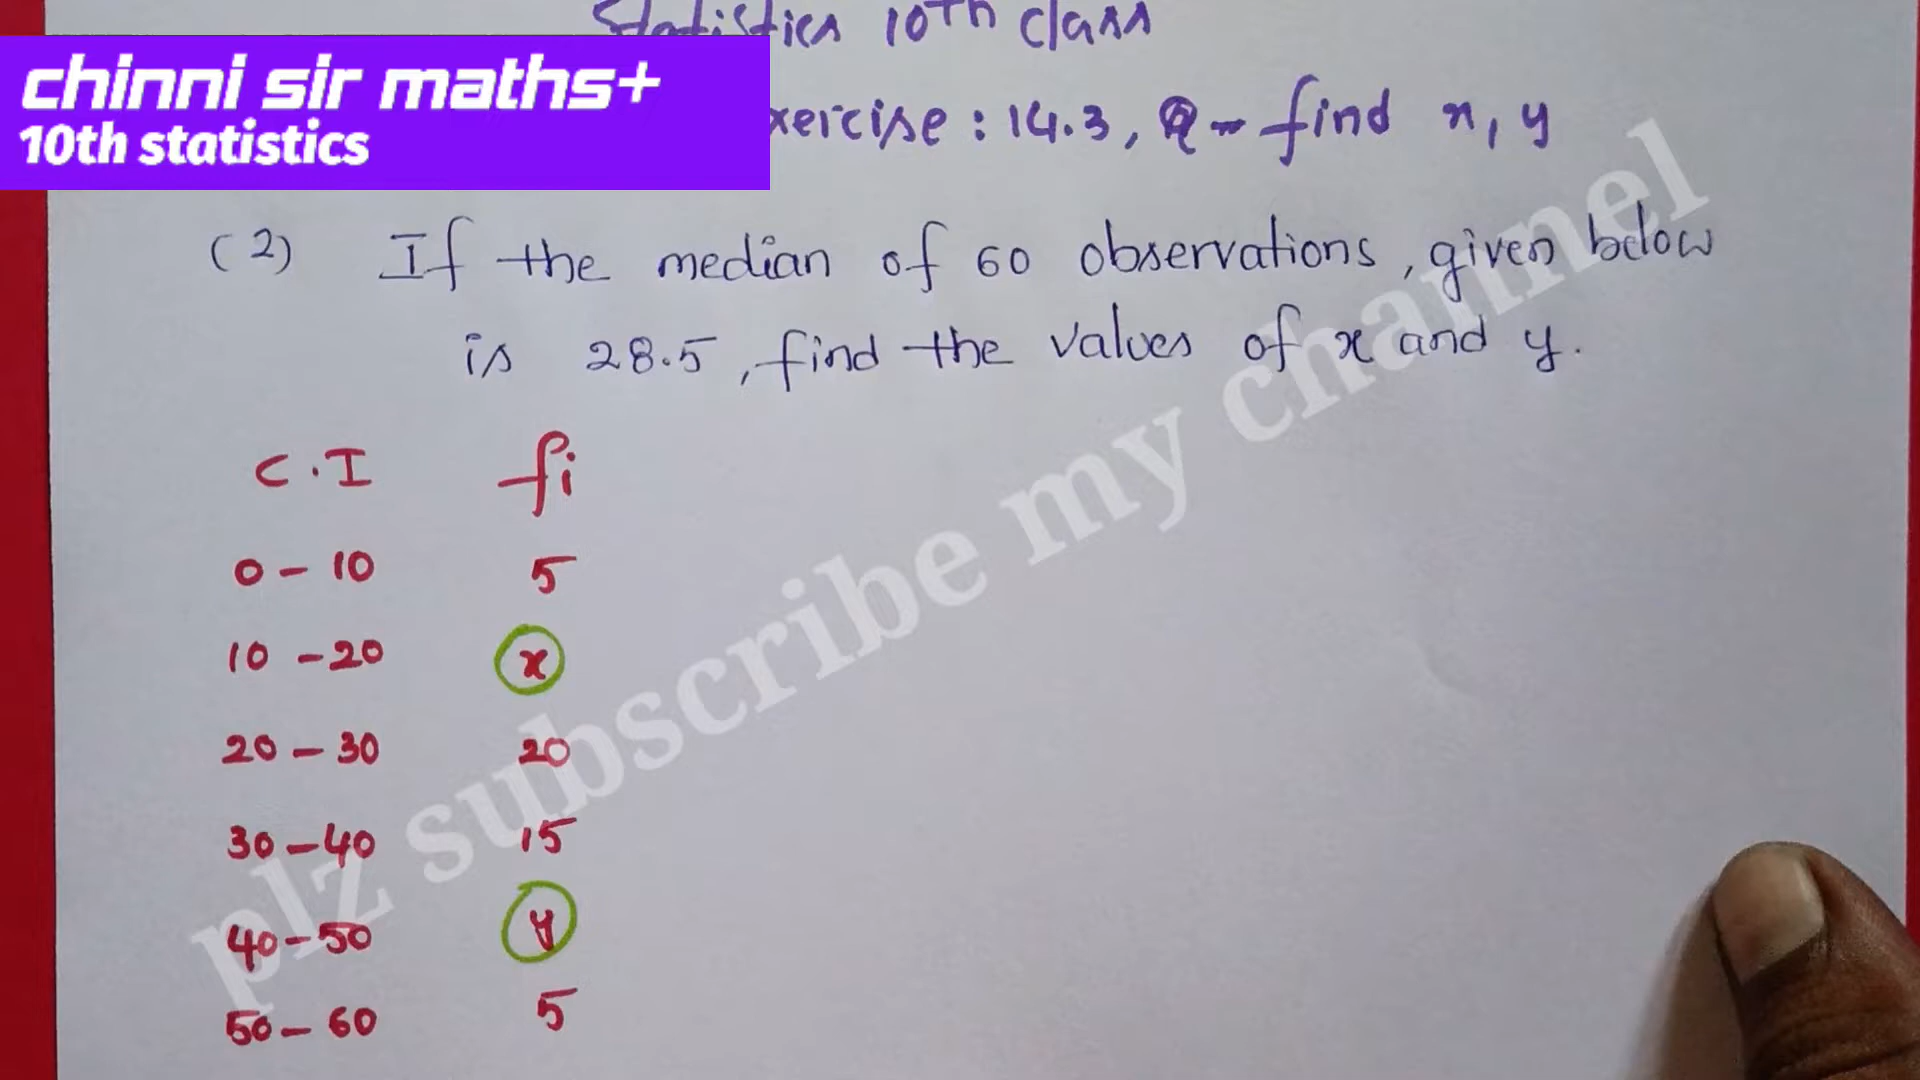 Statistics 10TH class
chinni sir maths+
10th statistics
xercise : 14.3, Q - find x, y
(2) If the median of 60 observations, given below
is 28.5, find the values of x and y.
C.I fi
0 - 10 5
10 - 20 x
20 - 30 20
30 - 40 15
40 - 50 y
50 - 60 5
plz subscribe my channel